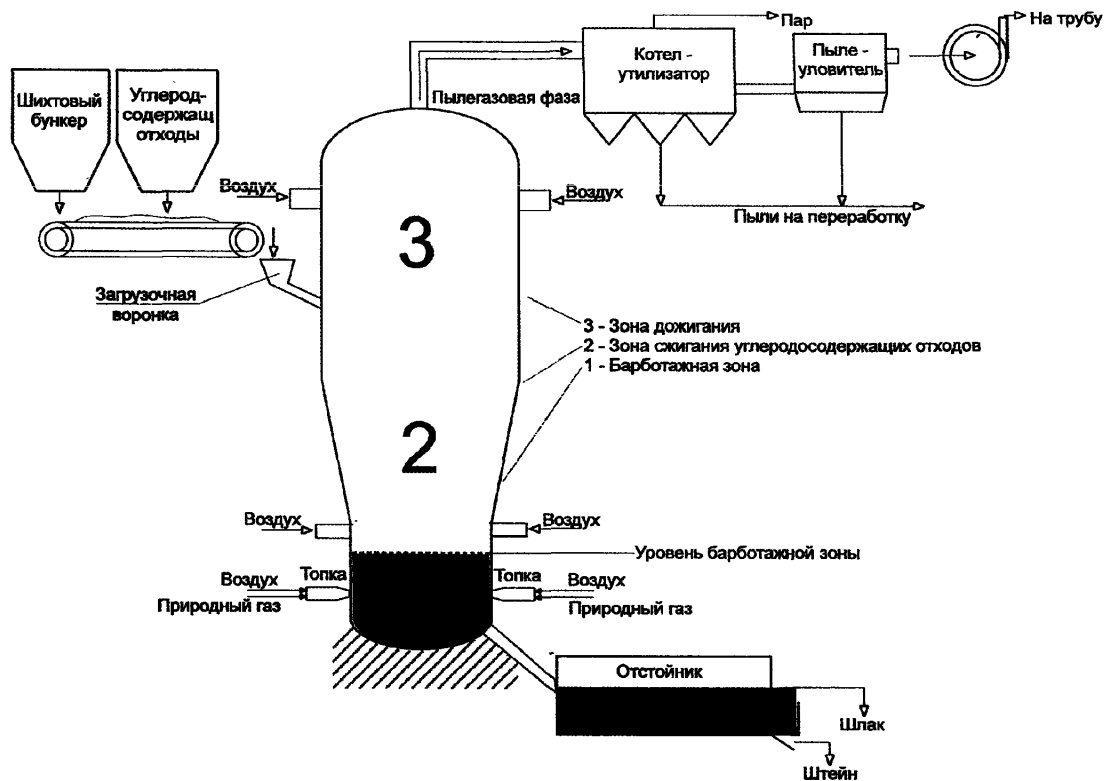 На трубу
Пар
Котел -
утилизатор
Пыле -
уловитель
Шихтовый
бункер
Углерод-
содержащ
отходы
Пылегазовая фаза
Воздух
Воздух
Пыли на переработку
3
Загрузочная
воронка
3 - Зона дожигания
2 - Зона сжигания углеродосодержащих отходов
1 - Барботажная зона
2
Воздух
Воздух
Уровень барботажной зоны
Воздух
Топка
Топка
Воздух
Природный газ
Природный газ
Отстойник
Шлак
Штейн